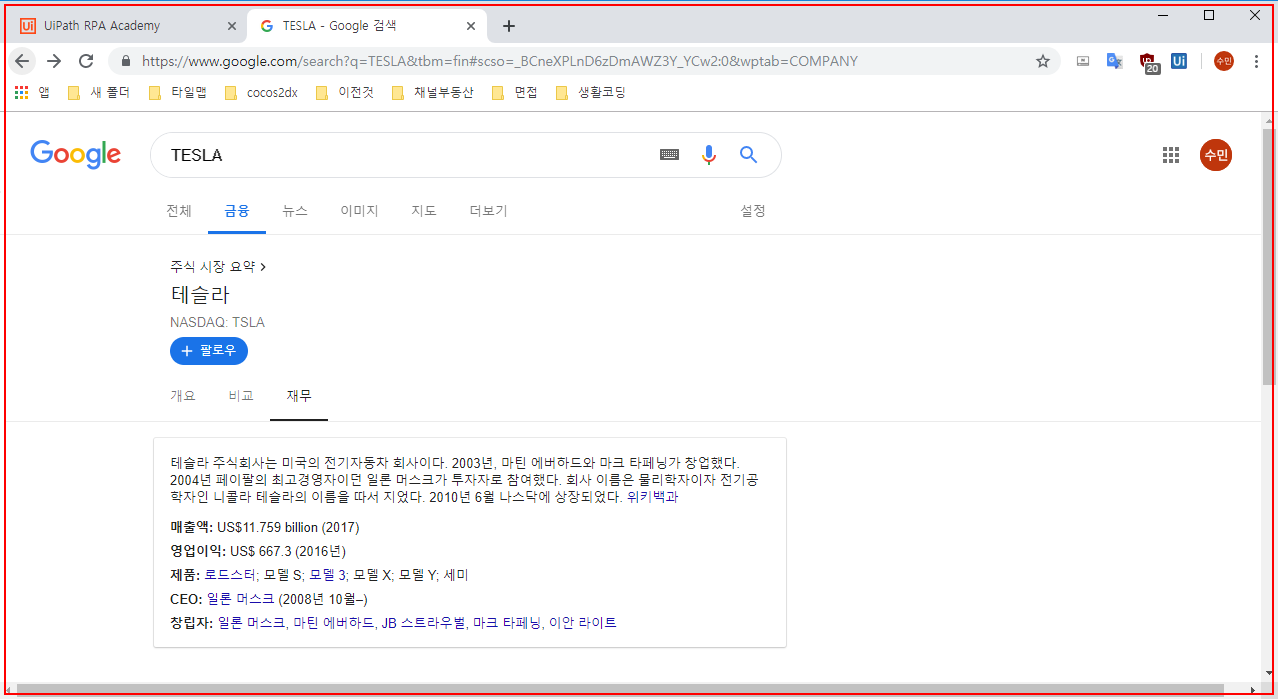 UiPath RPA Academy
TESLA - Google 검색
https://www.google.com/search?q=TESLA&tbm=fin#scso=_BCneXPLnD6zDmAWZ3Y_YCw2:0&wptab=COMPANY
20
Ui
수민
앱 새 폴더 타일맵 cocos2dx 이전것 채널부동산 면접 생활코딩
Google
TESLA
수민
전체 금융 뉴스 이미지 지도 더보기 설정
주식 시장 요약
테슬라
NASDAQ: TSLA
+ 팔로우
개요 비교 재무
테슬라 주식회사는 미국의 전기자동차 회사이다. 2003년, 마틴 에버하드와 마크 타페닝가 창업했다.
2004년 페이팔의 최고경영자이던 일론 머스크가 투자자로 참여했다. 회사 이름은 물리학자이자 전기공
학자인 니콜라 테슬라의 이름을 따서 지었다. 2010년 6월 나스닥에 상장되었다. 위키백과
매출액: US$11.759 billion (2017)
영업이익: US$ 667.3 (2016년)
제품: 로드스터; 모델 S; 모델 3; 모델 X; 모델 Y; 세미
CEO: 일론 머스크 (2008년 10월–)
창립자: 일론 머스크, 마틴 에버하드, JB 스트라우벌, 마크 타페닝, 이안 라이트